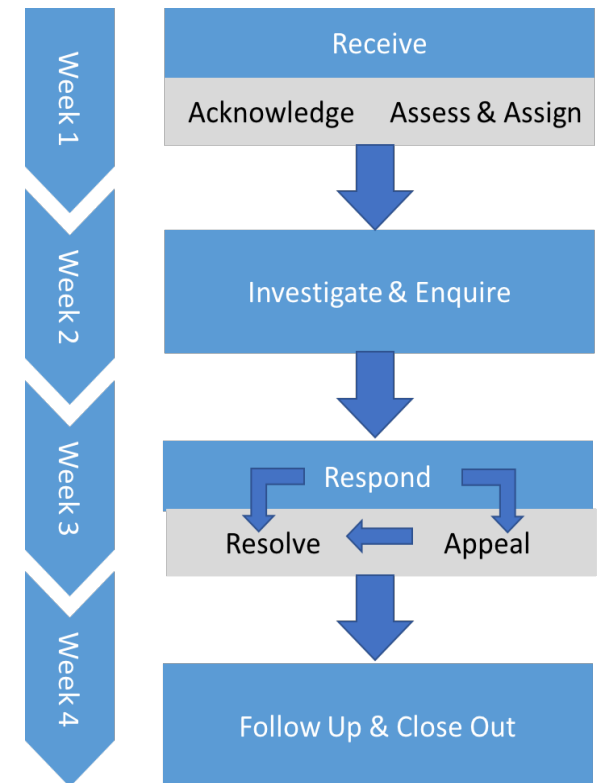 Week 1
Receive
Acknowledge Assess & Assign
Week 2
Investigate & Enquire
Week 3
Respond
Resolve Appeal
Week 4
Follow Up & Close Out